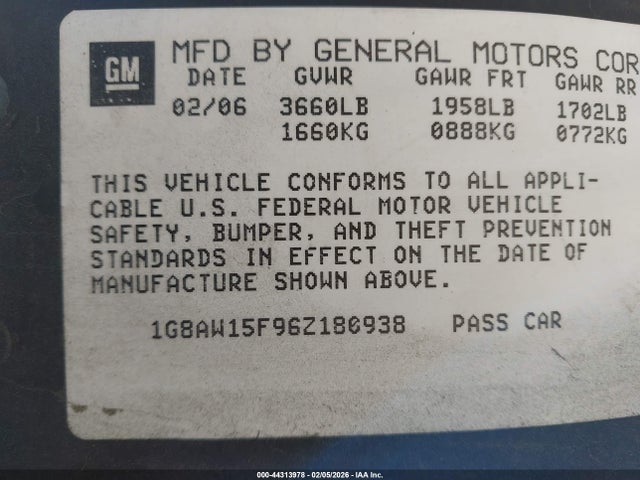 GM
MFD BY GENERAL MOTORS COR
DATE GVWR GAWR FRT GAWR RR
02/06 3660LB 1958LB 1702LB
1660KG 0888KG 0772KG
THIS VEHICLE CONFORMS TO ALL APPLI-
CABLE U.S. FEDERAL MOTOR VEHICLE
SAFETY, BUMPER, AND THEFT PREVENTION
STANDARDS IN EFFECT ON THE DATE OF
MANUFACTURE SHOWN ABOVE.
1G8AW15F96Z180938 PASS CAR
000-44313978 - 02/05/2026 - IAA Inc.